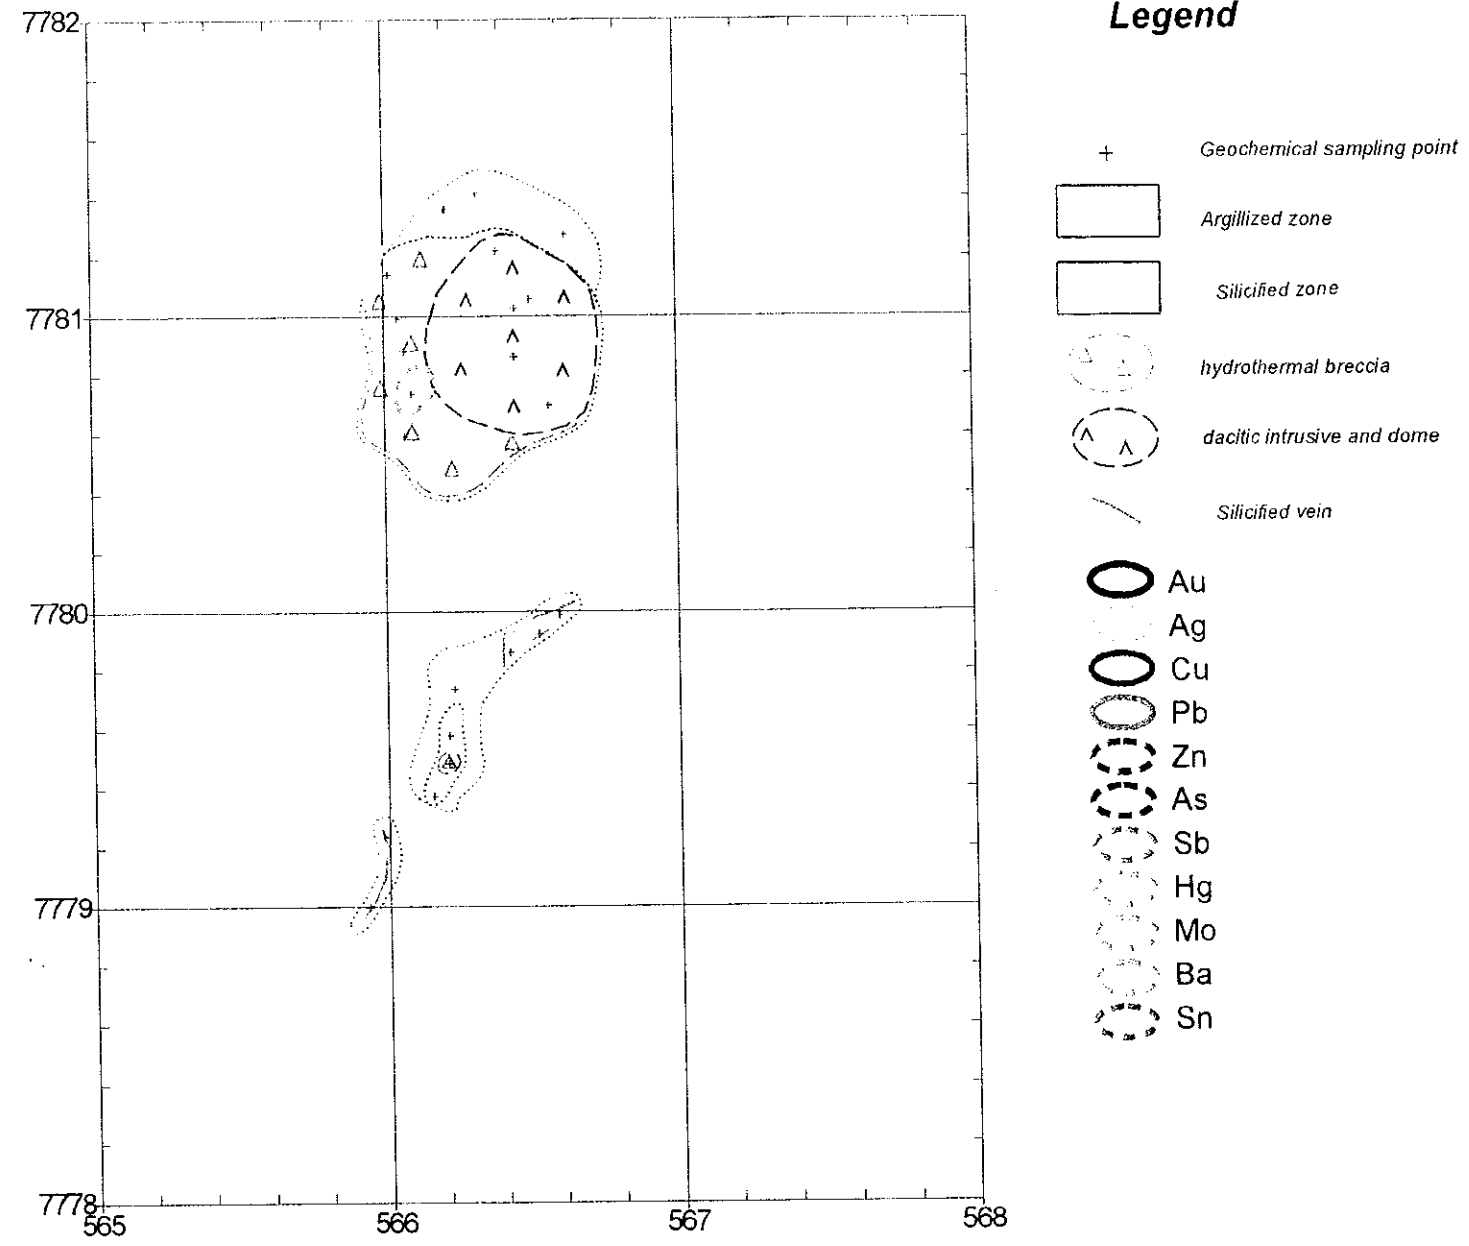 Legend
7782
7781
7780
7779
7778
565
566
567
568
Geochemical sampling point
Argillized zone
Silicified zone
hydrothermal breccia
dacitic intrusive and dome
Silicified vein
Au
Ag
Cu
Pb
Zn
As
Sb
Hg
Mo
Ba
Sn